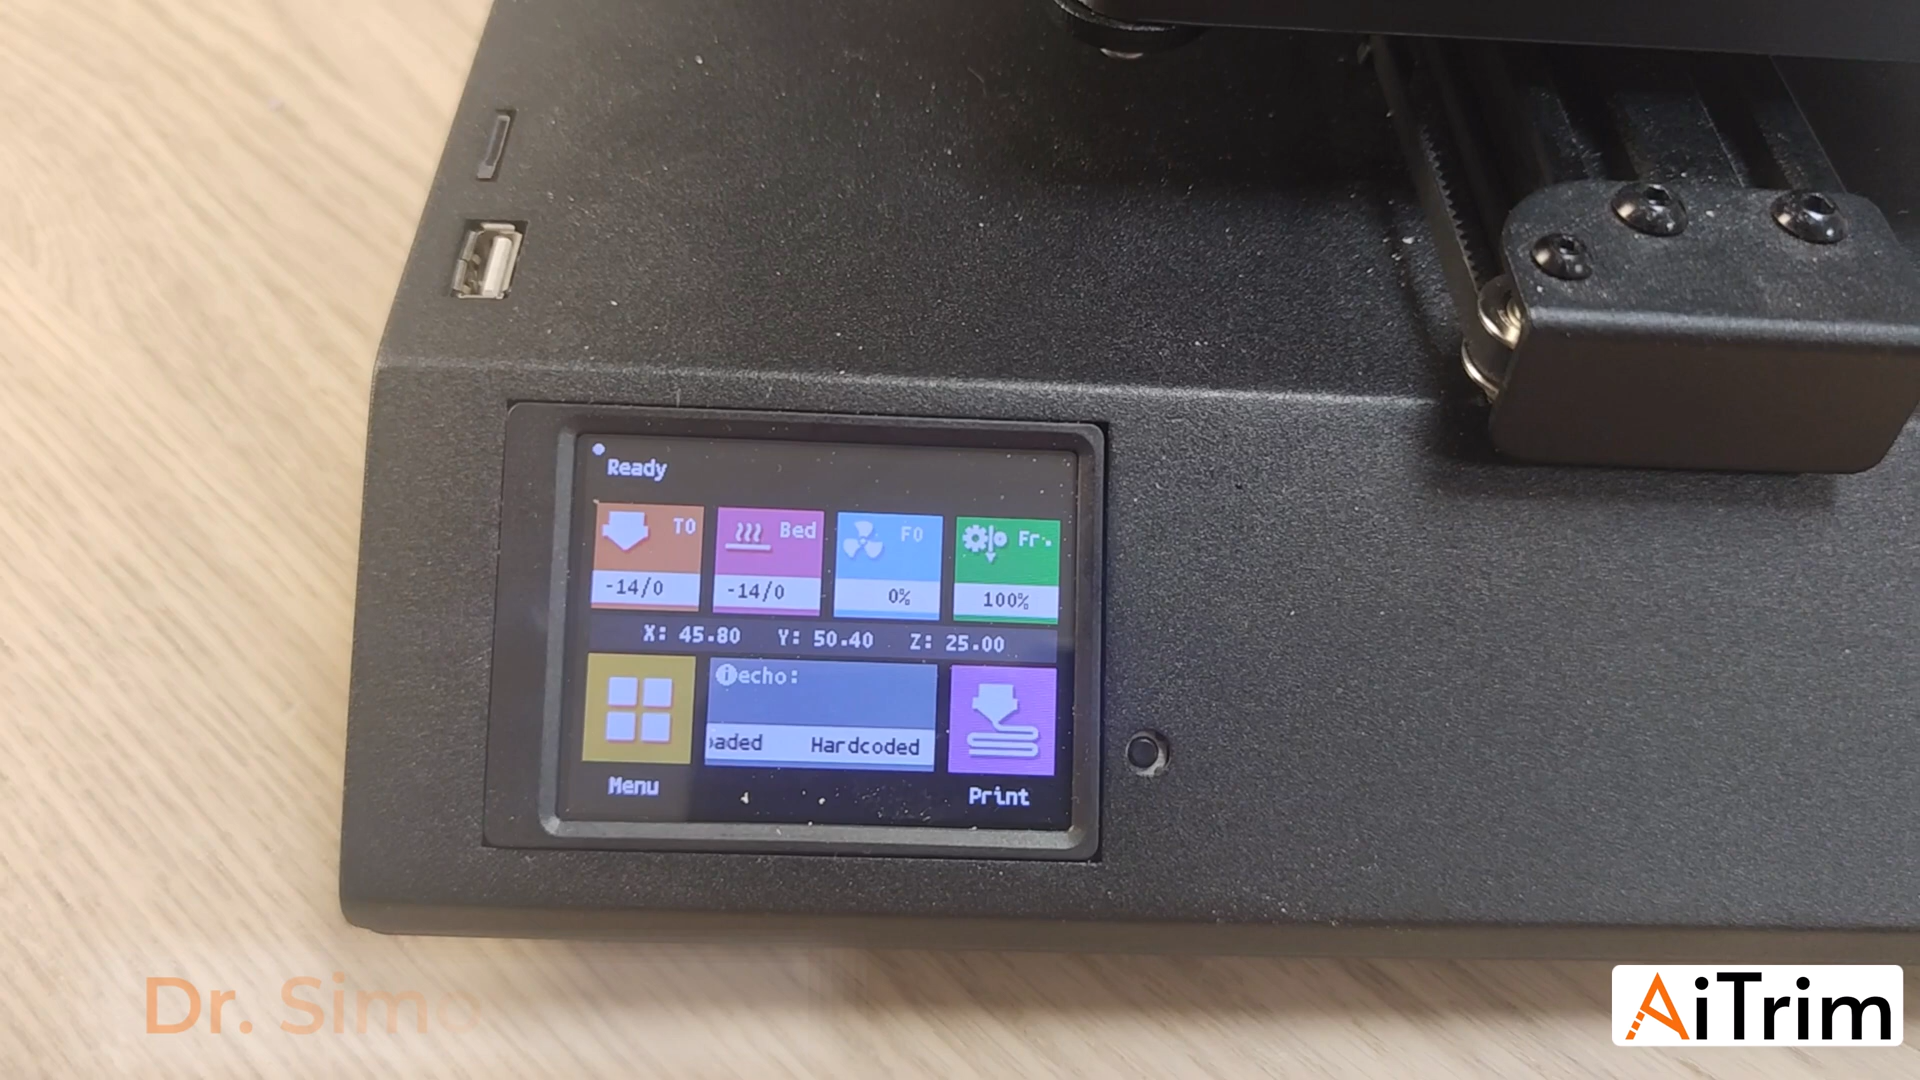 Ready
T0 Bed F0 Fr.
-14/0 -14/0 0% 100%
X: 45.80 Y: 50.40 Z: 25.00
echo:
oaded Hardcoded
Menu Print
Dr. Simo
AiTrim